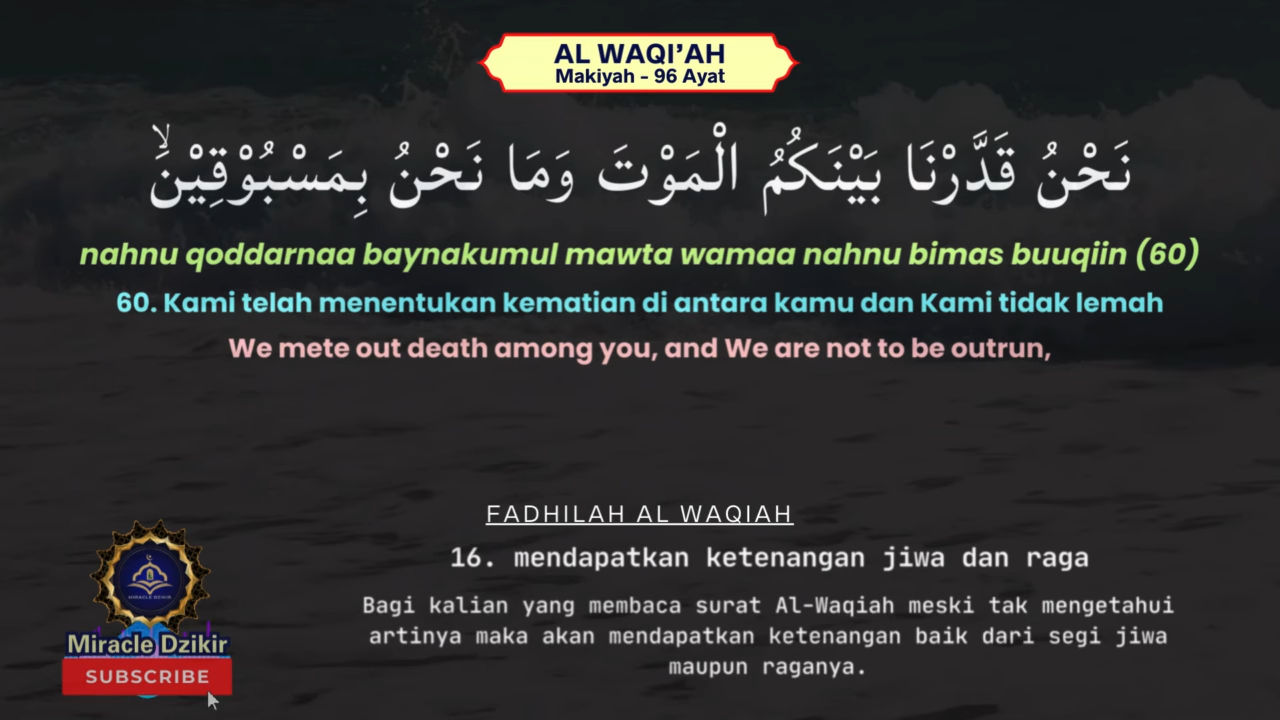 AL WAQI’AH
Makiyah - 96 Ayat
نَحْنُ قَدَّرْنَا بَيْنَكُمُ الْمَوْتَ وَمَا نَحْنُ بِمَسْبُوْقِيْنَۙ
nahnu qoddarnaa baynakumul mawta wamaa nahnu bimas buuqiin (60)
60. Kami telah menentukan kematian di antara kamu dan Kami tidak lemah
We mete out death among you, and We are not to be outrun,
FADHILAH AL WAQIAH
16. mendapatkan ketenangan jiwa dan raga
Bagi kalian yang membaca surat Al-Waqiah meski tak mengetahui
artinya maka akan mendapatkan ketenangan baik dari segi jiwa
maupun raganya.
MIRACLE DZIKIR
Miracle Dzikir
SUBSCRIBE